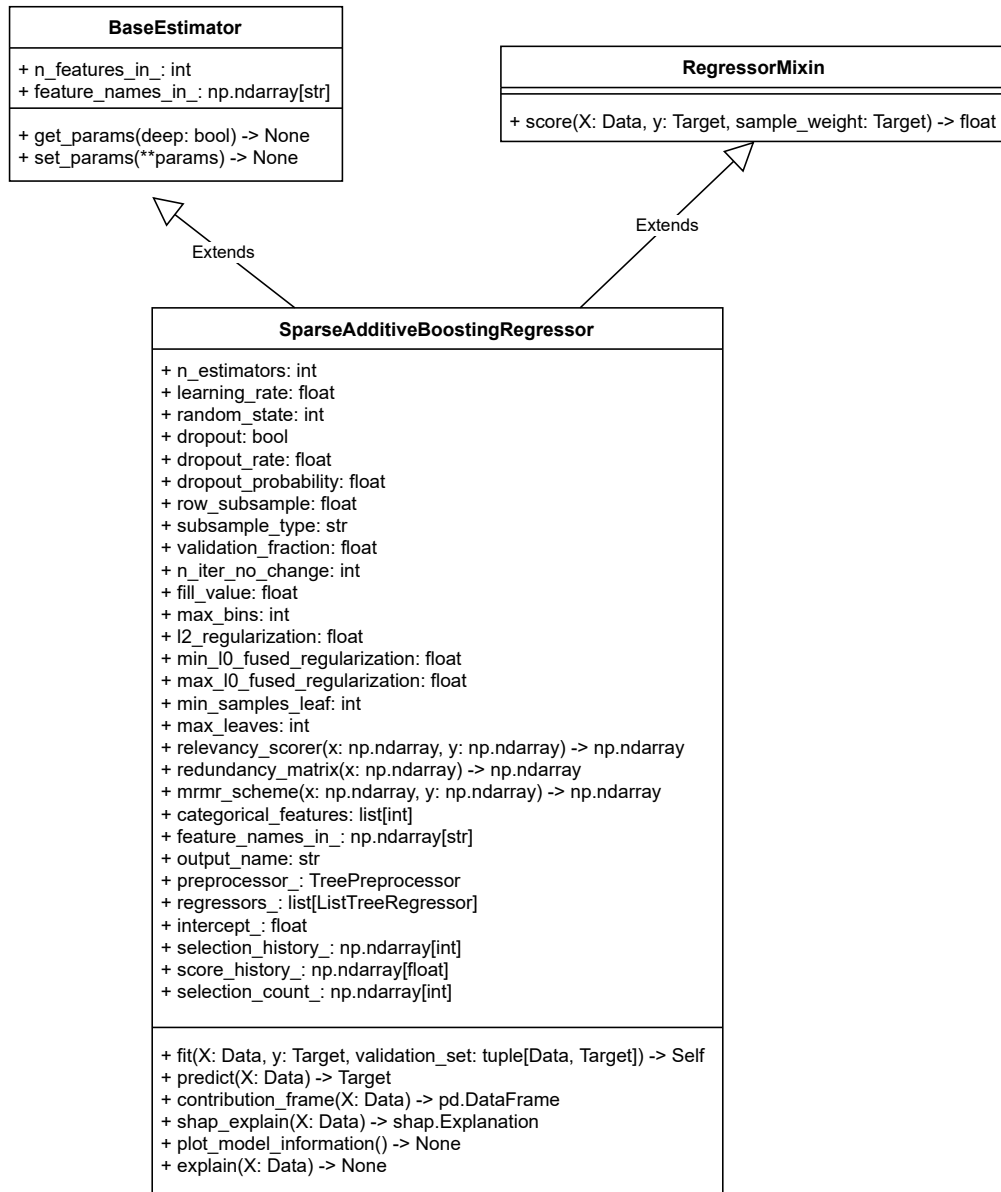 BaseEstimator
+ n_features_in_: int
+ feature_names_in_: np.ndarray[str]
+ get_params(deep: bool) -> None
+ set_params(**params) -> None
RegressorMixin
+ score(X: Data, y: Target, sample_weight: Target) -> float
Extends
Extends
SparseAdditiveBoostingRegressor
+ n_estimators: int
+ learning_rate: float
+ random_state: int
+ dropout: bool
+ dropout_rate: float
+ dropout_probability: float
+ row_subsample: float
+ subsample_type: str
+ validation_fraction: float
+ n_iter_no_change: int
+ fill_value: float
+ max_bins: int
+ l2_regularization: float
+ min_l0_fused_regularization: float
+ max_l0_fused_regularization: float
+ min_samples_leaf: int
+ max_leaves: int
+ relevancy_scorer(x: np.ndarray, y: np.ndarray) -> np.ndarray
+ redundancy_matrix(x: np.ndarray) -> np.ndarray
+ mrmr_scheme(x: np.ndarray, y: np.ndarray) -> np.ndarray
+ categorical_features: list[int]
+ feature_names_in_: np.ndarray[str]
+ output_name: str
+ preprocessor_: TreePreprocessor
+ regressors_: list[ListTreeRegressor]
+ intercept_: float
+ selection_history_: np.ndarray[int]
+ score_history_: np.ndarray[float]
+ selection_count_: np.ndarray[int]
+ fit(X: Data, y: Target, validation_set: tuple[Data, Target]) -> Self
+ predict(X: Data) -> Target
+ contribution_frame(X: Data) -> pd.DataFrame
+ shap_explain(X: Data) -> shap.Explanation
+ plot_model_information() -> None
+ explain(X: Data) -> None